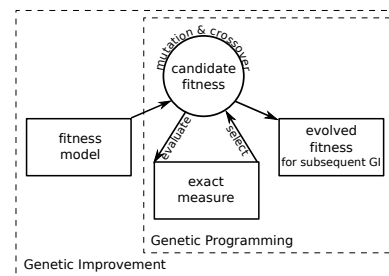 mutation & crossover
candidate
fitness
fitness
model
evaluate
select
evolved
fitness
for subsequent GI
exact
measure
Genetic Programming
Genetic Improvement